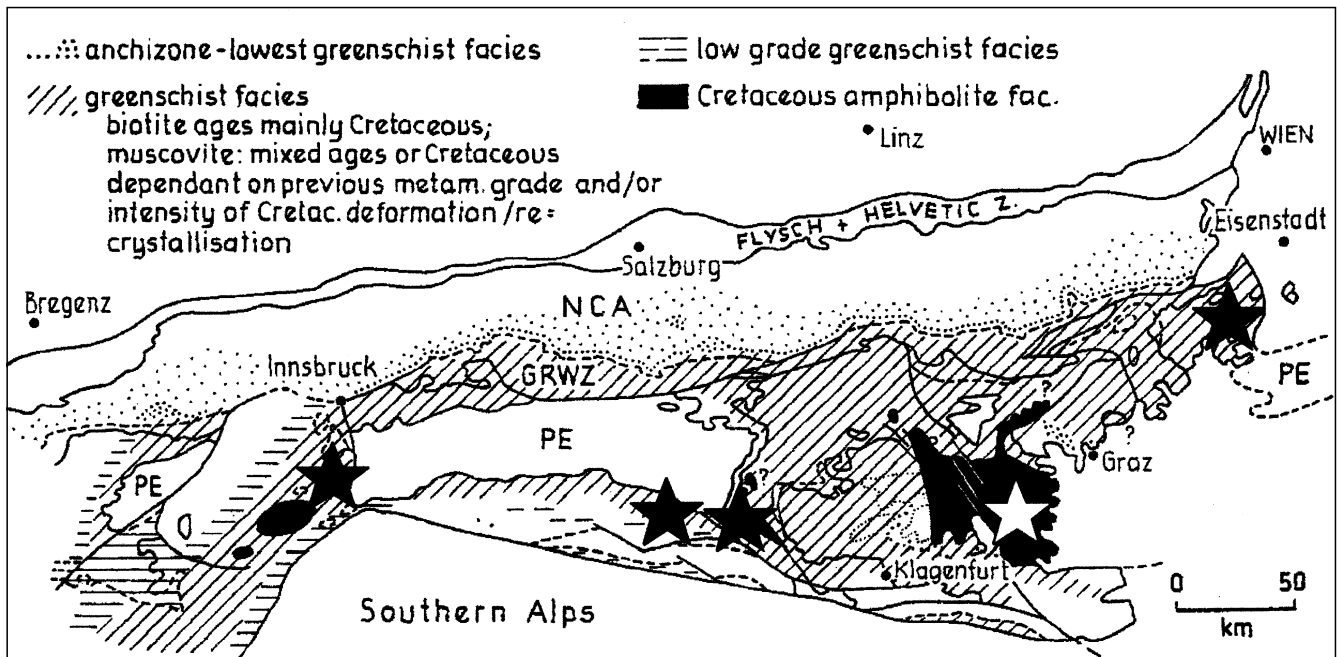 anchizone-lowest greenschist facies
low grade greenschist facies
greenschist facies
Cretaceous amphibolite fac.
biotite ages mainly Cretaceous;
muscovite: mixed ages or Cretaceous
dependant on previous metam. grade and/or
intensity of Cretac. deformation /re=
crystallisation
Linz
WIEN
FLYSCH + HELVETIC Z.
Eisenstadt
Salzburg
Bregenz
NCA
Innsbruck
GRWZ
PE
PE
?
?
Graz
PE
?
Klagenfurt
Southern Alps
0 50
km